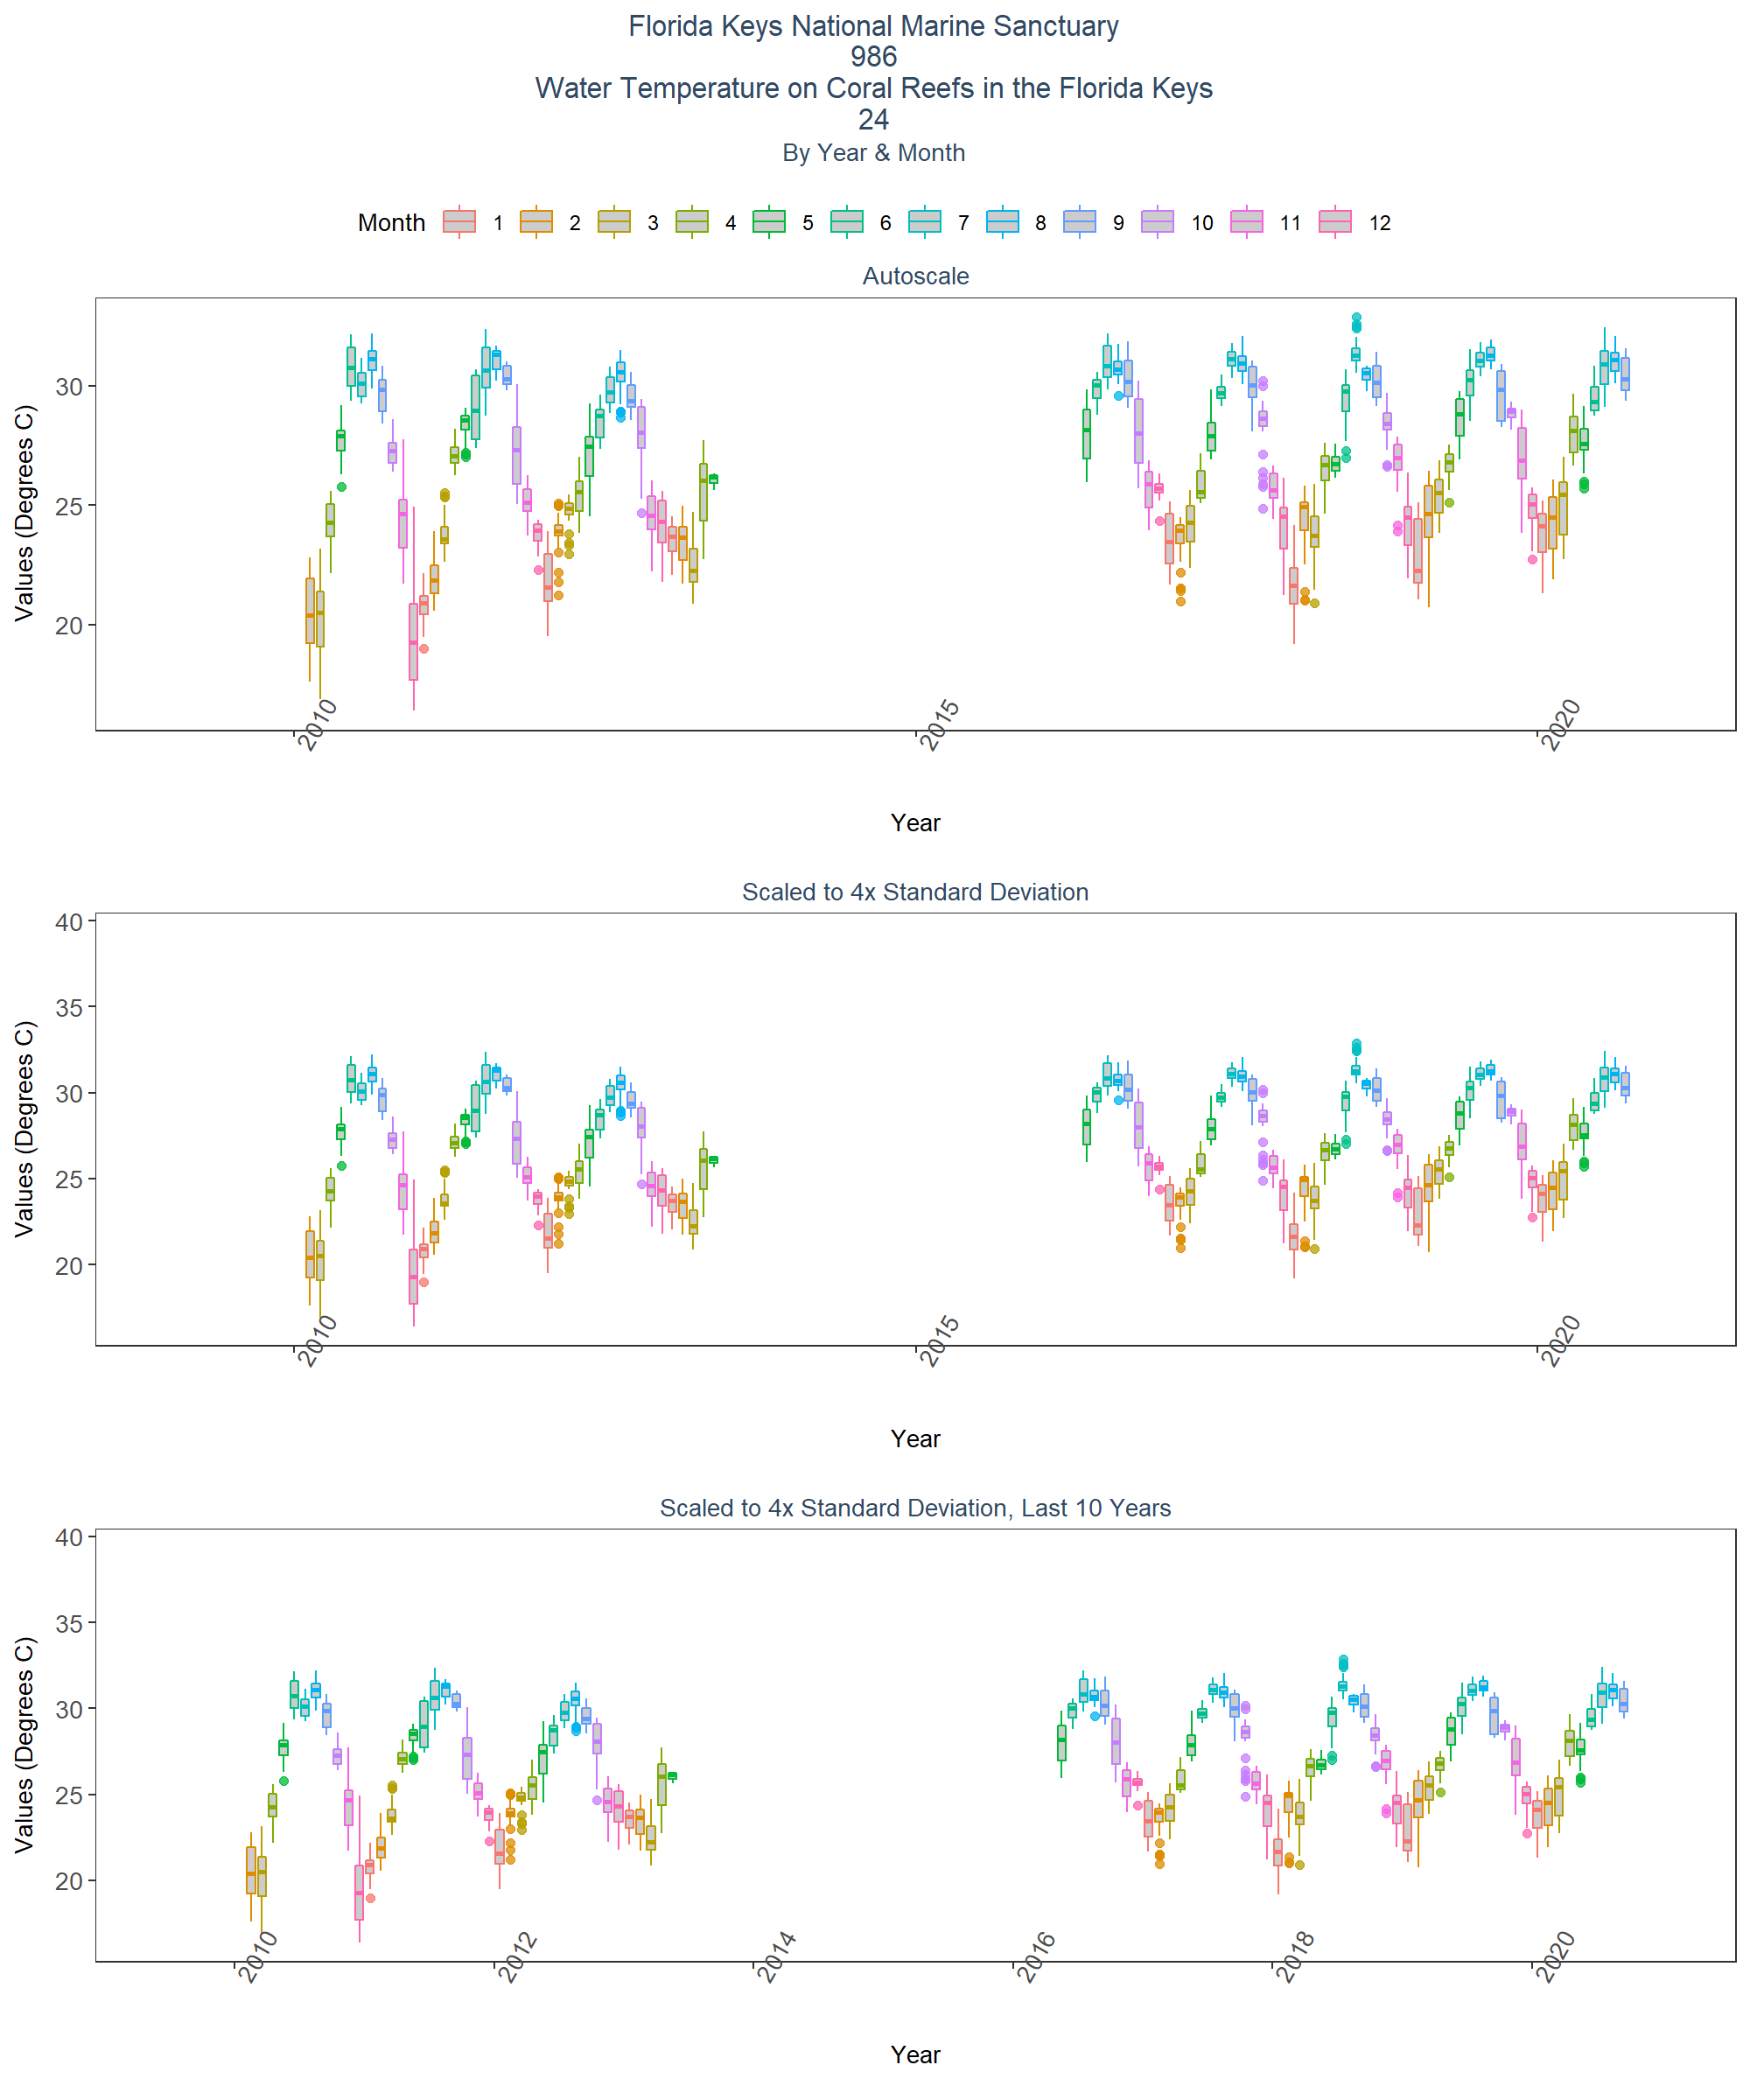 Florida Keys National Marine Sanctuary
986
Water Temperature on Coral Reefs in the Florida Keys
24
By Year & Month
Month 1 2 3 4 5 6 7 8 9 10 11 12
Autoscale
Values (Degrees C)
30
25
20
2010 2015 2020
Year
Scaled to 4x Standard Deviation
Values (Degrees C)
40
35
30
25
20
2010 2015 2020
Year
Scaled to 4x Standard Deviation, Last 10 Years
Values (Degrees C)
40
35
30
25
20
2010 2012 2014 2016 2018 2020
Year